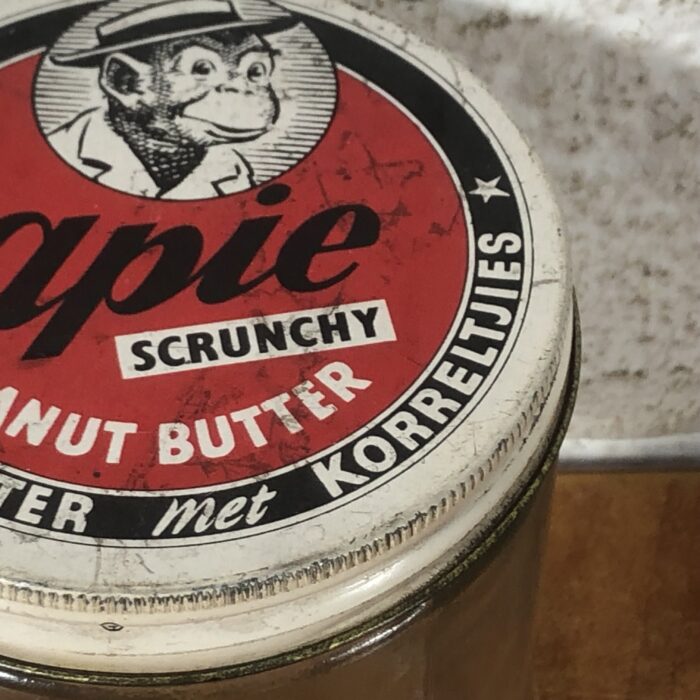 apie
SCRUNCHY
ANUT BUTTER
TER met KORRELTJIES